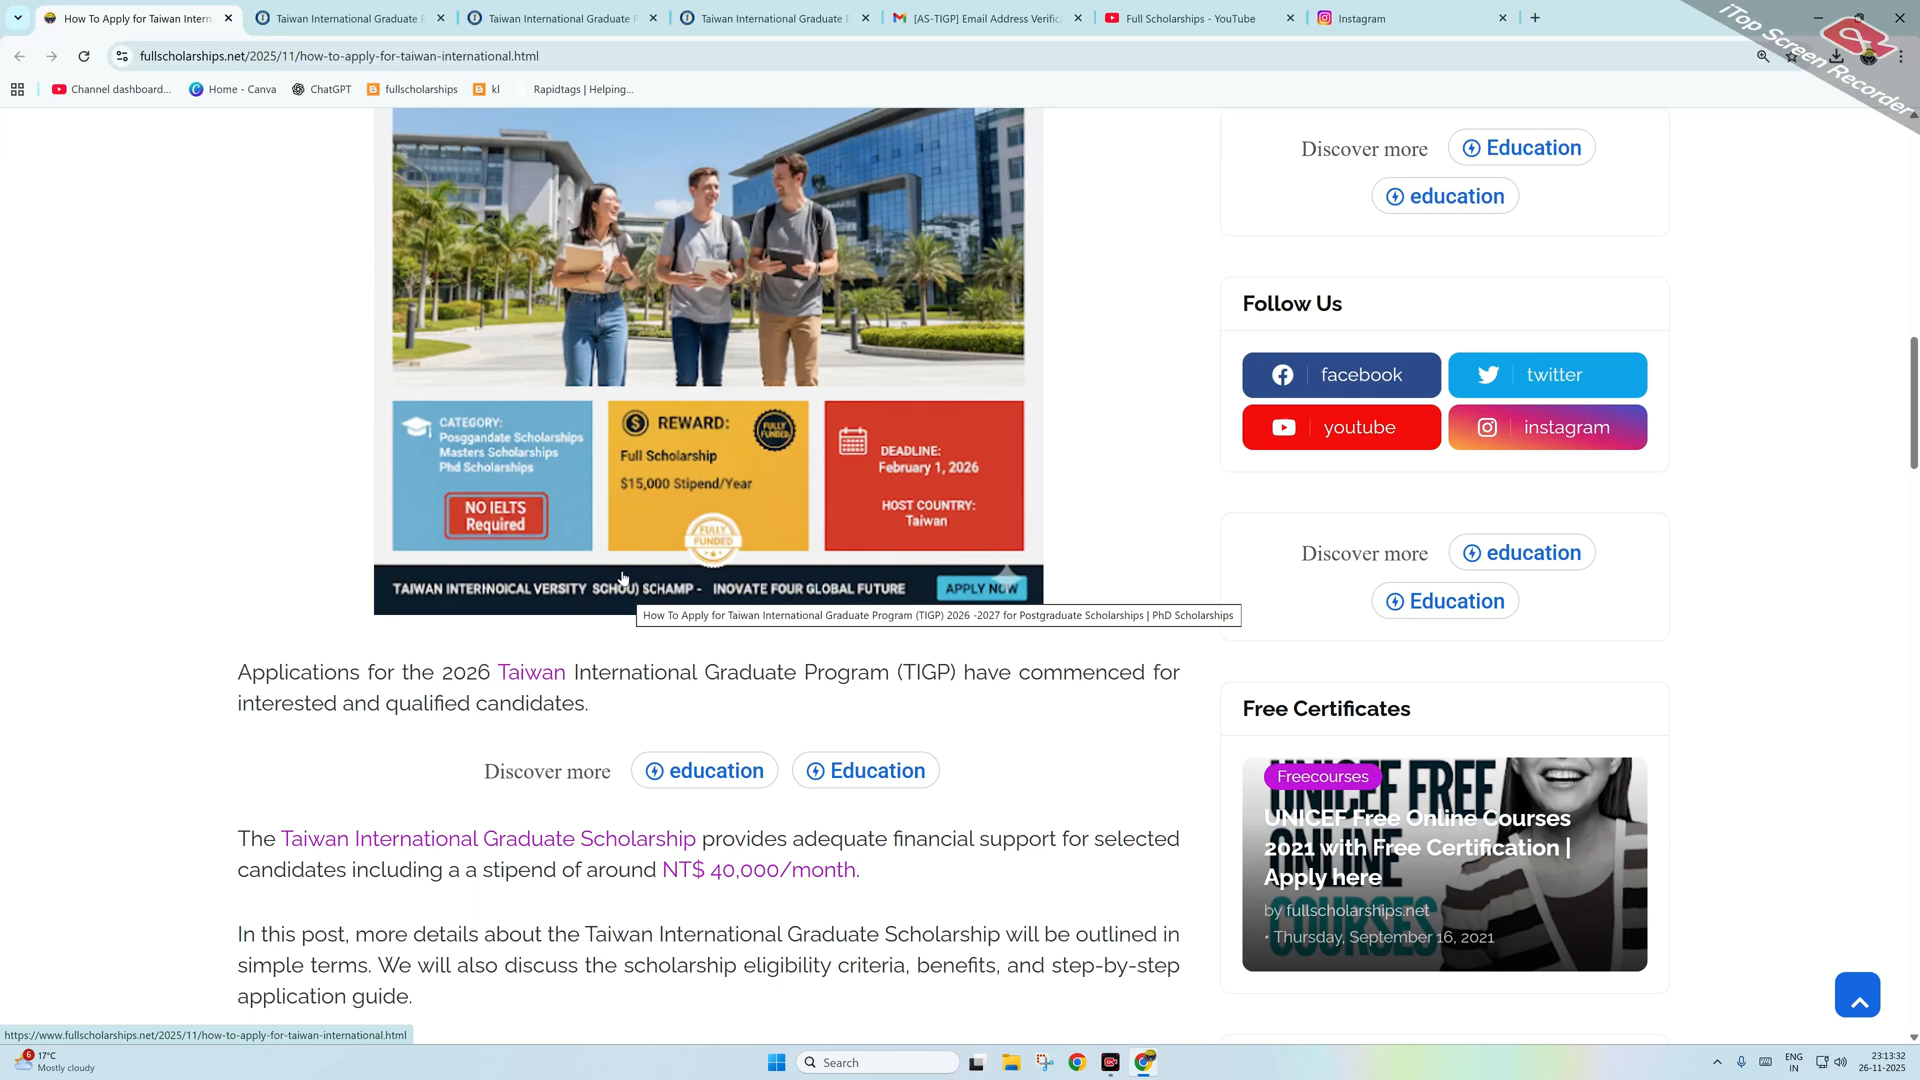 How To Apply for Taiwan Intern
Taiwan International Graduate P
Taiwan International Graduate P
Taiwan International Graduate P
[AS-TIGP] Email Address Verific
Full Scholarships - YouTube
Instagram
iTop Screen Recorder
fullscholarships.net/2025/11/how-to-apply-for-taiwan-international.html
Channel dashboard...
Home - Canva
ChatGPT
fullscholarships
kl
Rapidtags | Helping...
CATEGORY:
Posggandate Scholarships
Masters Scholarships
Phd Scholarships
NO IELTS
Required
$ REWARD:
FULLY
FUNDED
Full Scholarship
$15,000 Stipend/Year
FULLY
FUNDED
DEADLINE:
February 1, 2026
HOST COUNTRY:
Taiwan
TAIWAN INTERINOICAL VERSITY SCHOU) SCHAMP - INOVATE FOUR GLOBAL FUTURE
APPLY NOW
How To Apply for Taiwan International Graduate Program (TIGP) 2026 -2027 for Postgraduate Scholarships | PhD Scholarships
Applications for the 2026 Taiwan International Graduate Program (TIGP) have commenced for
interested and qualified candidates.
Discover more
education
Education
The Taiwan International Graduate Scholarship provides adequate financial support for selected
candidates including a a stipend of around NT$ 40,000/month.
In this post, more details about the Taiwan International Graduate Scholarship will be outlined in
simple terms. We will also discuss the scholarship eligibility criteria, benefits, and step-by-step
application guide.
Discover more
Education
education
Follow Us
facebook
twitter
youtube
instagram
Discover more
education
Education
Free Certificates
Freecourses
UNICEF FREE
ONLINE
COURSES
UNICEF Free Online Courses
2021 with Free Certification |
Apply here
by fullscholarships.net
• Thursday, September 16, 2021
https://www.fullscholarships.net/2025/11/how-to-apply-for-taiwan-international.html
6
17°C
Mostly cloudy
Search
ENG
IN
23:13:32
26-11-2025